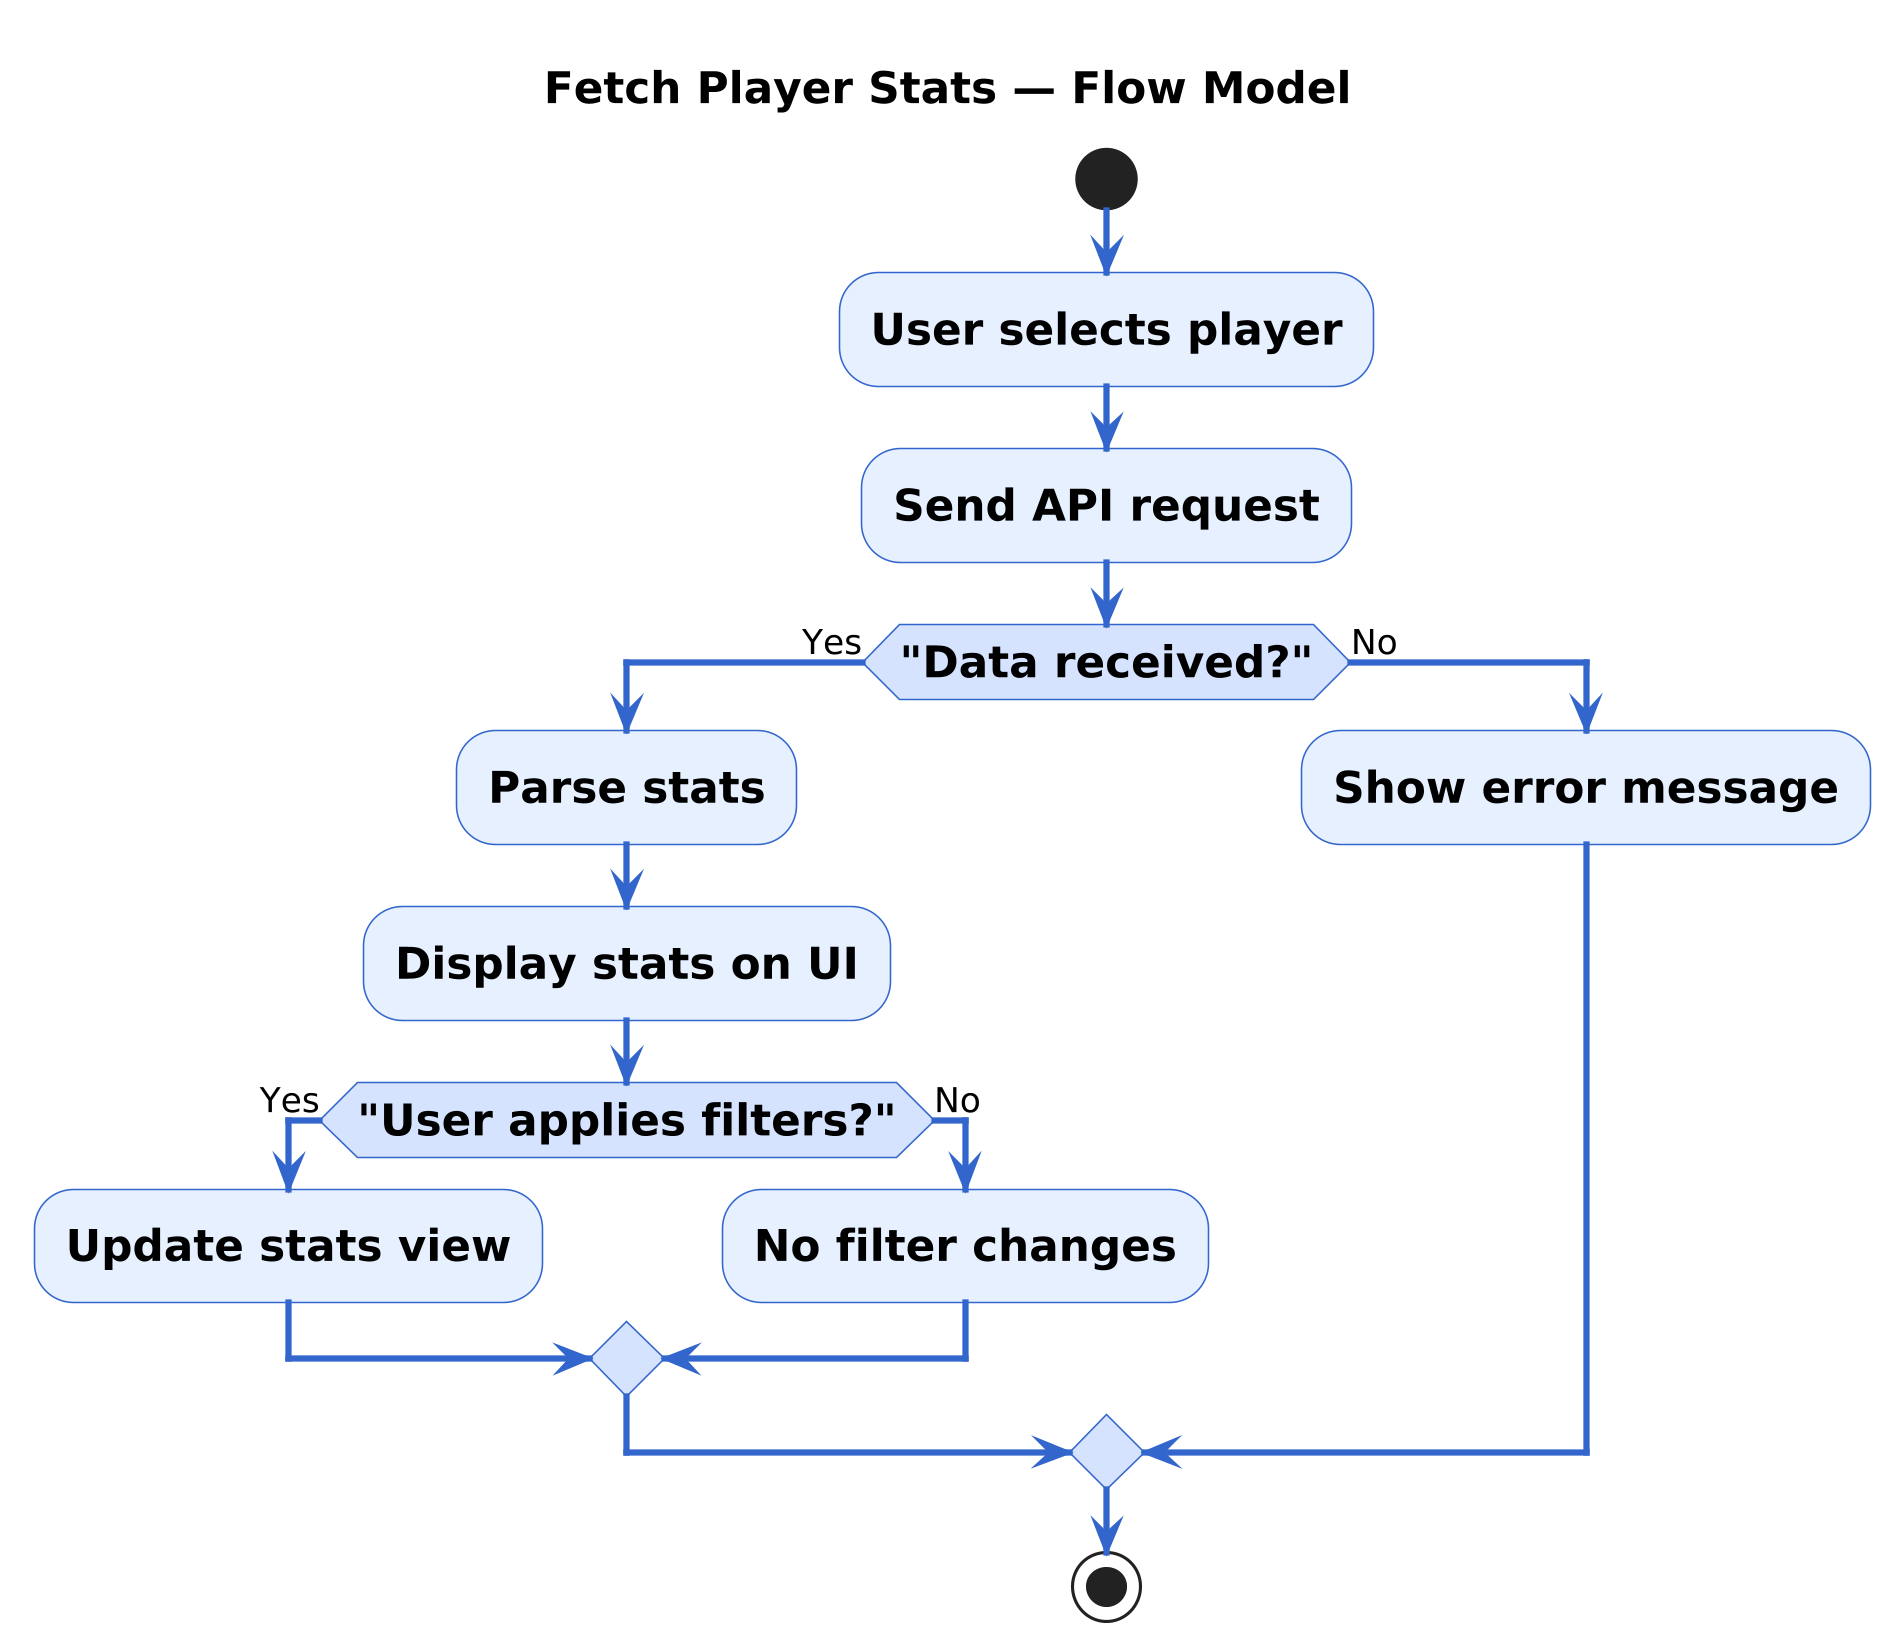 Fetch Player Stats — Flow Model
User selects player
Send API request
Yes
"Data received?"
No
Parse stats
Show error message
Display stats on UI
Yes
"User applies filters?"
No
Update stats view
No filter changes